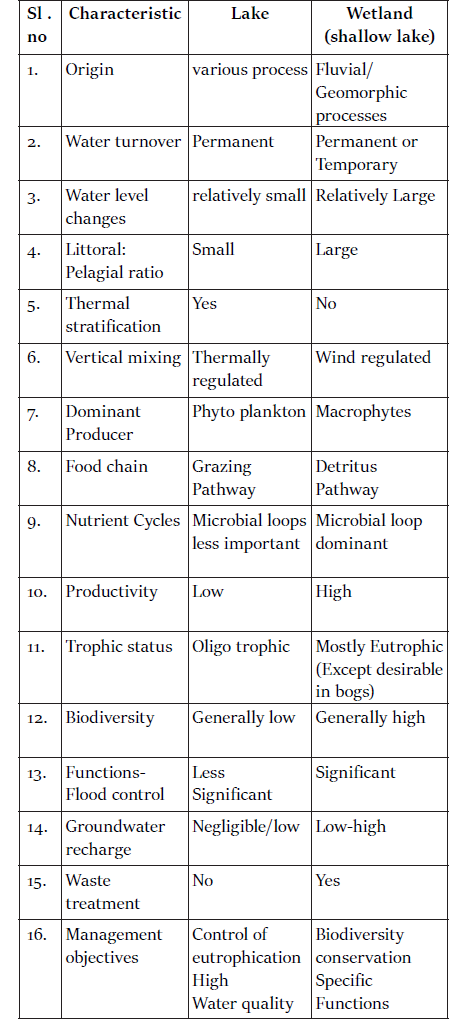 Sl . Characteristic Lake Wetland
no (shallow lake)
1. Origin various process Fluvial/
Geomorphic
processes
2. Water turnover Permanent Permanent or
Temporary
3. Water level relatively small Relatively Large
changes
4. Littoral: Small Large
Pelagial ratio
5. Thermal Yes No
stratification
6. Vertical mixing Thermally Wind regulated
regulated
7. Dominant Phyto plankton Macrophytes
Producer
8. Food chain Grazing Detritus
Pathway Pathway
9. Nutrient Cycles Microbial loops Microbial loop
less important dominant
10. Productivity Low High
11. Trophic status Oligo trophic Mostly Eutrophic
(Except desirable
in bogs)
12. Biodiversity Generally low Generally high
13. Functions- Less Significant
Flood control Significant
14. Groundwater Negligible/low Low-high
recharge
15. Waste No Yes
treatment
16. Management Control of Biodiversity
objectives eutrophication conservation
High Specific
Water quality Functions